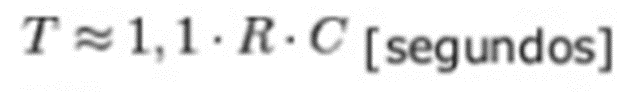 T ≈ 1,1 · R · C [segundos]